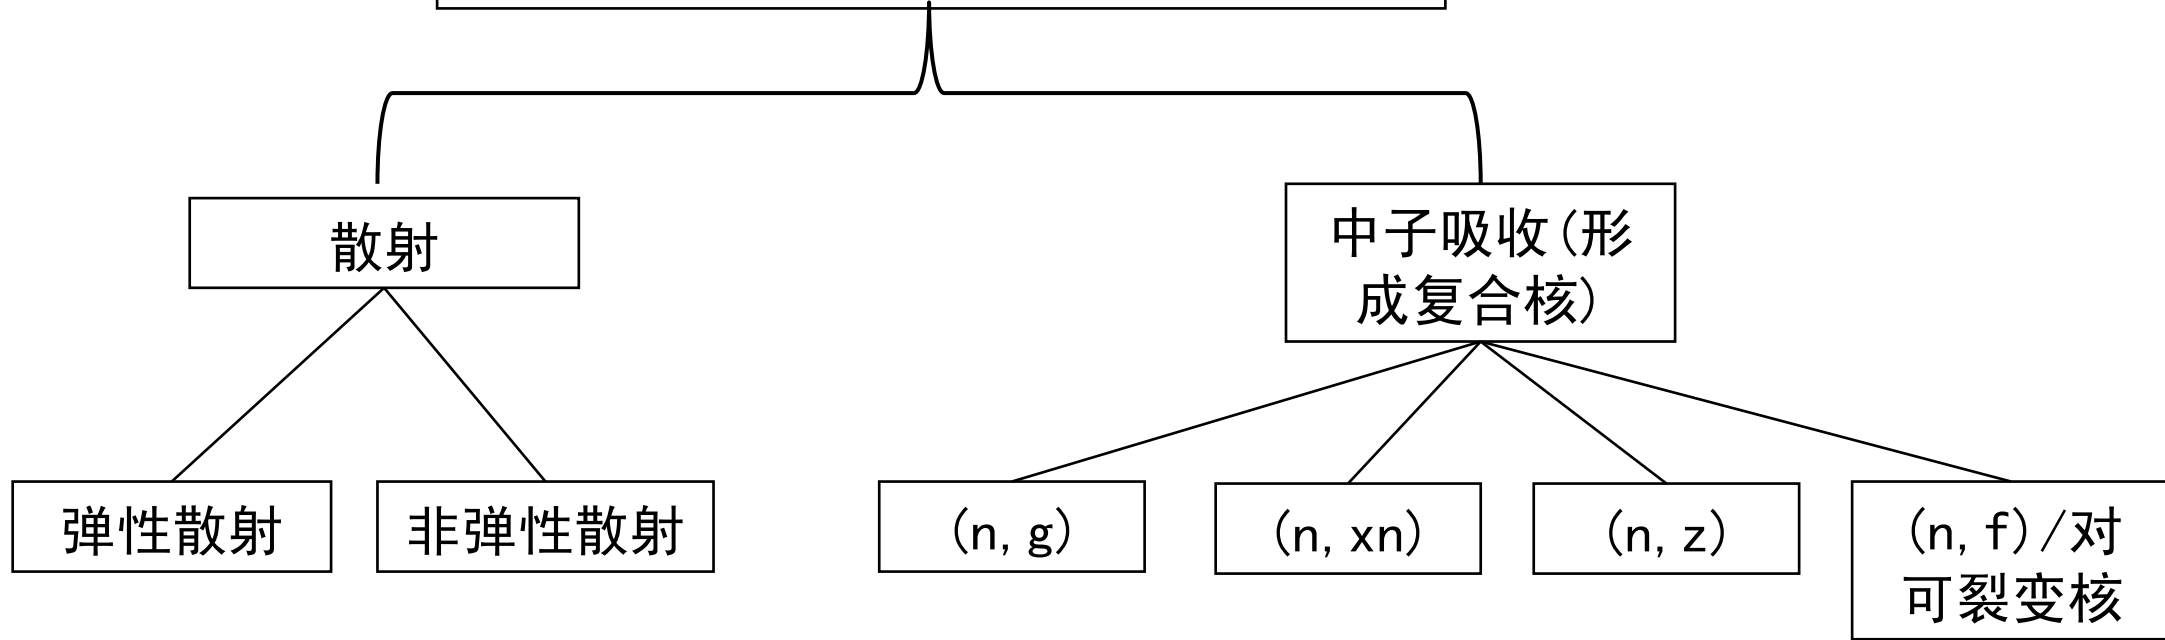 散射
中子吸收(形
成复合核)
弹性散射
非弹性散射
(n, g)
(n, xn)
(n, z)
(n, f)/对
可裂变核